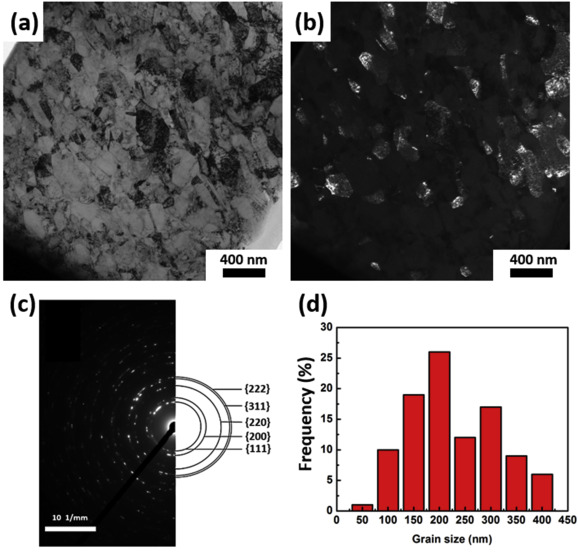 (a)
400 nm
(b)
400 nm
(c)
{222}
{311}
{220}
{200}
{111}
10 1/mm
(d)
Frequency (%)
30
25
20
15
10
5
0
0 50 100 150 200 250 300 350 400 450
Grain size (nm)